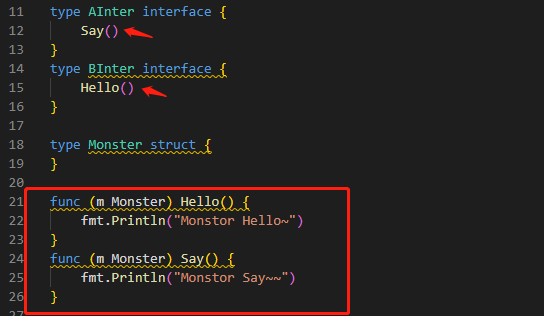 11 type AInter interface {
12     Say()
13 }
14 type BInter interface {
15     Hello()
16 }
17
18 type Monster struct {
19 }
20
21 func (m Monster) Hello() {
22     fmt.Println("Monstor Hello~")
23 }
24 func (m Monster) Say() {
25     fmt.Println("Monstor Say~~")
26 }
27